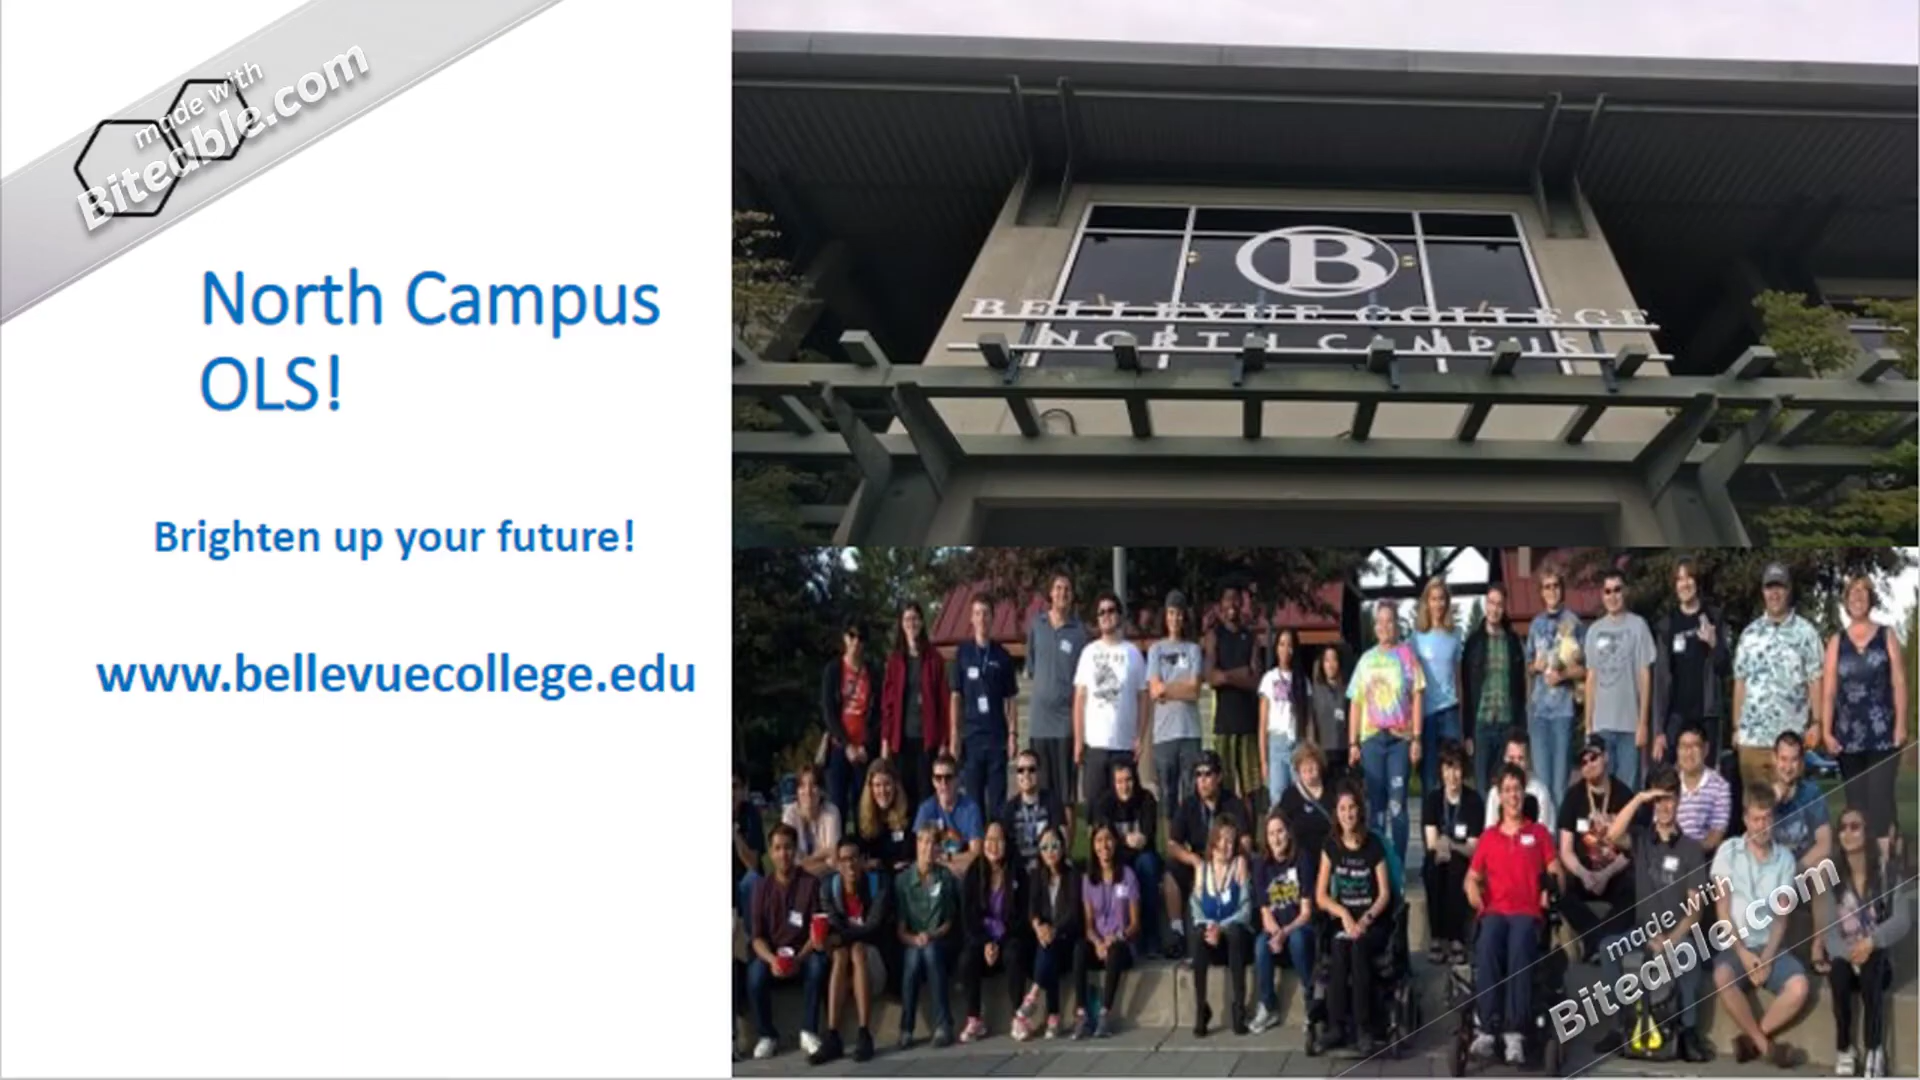 made with
Biteable.com
North Campus
OLS!
Brighten up your future!
www.bellevuecollege.edu
B
BELLEVUE COLLEGE
NORTH CAMPUS
made with
Biteable.com